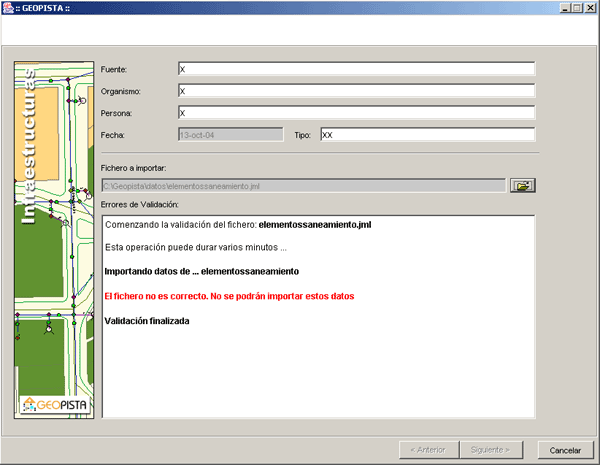 :: GEOPISTA ::
Infraestructuras
Fuente: X
Organismo: X
Persona: X
Fecha: 13-oct-04 Tipo: XX
Fichero a importar:
C:\Geopista\datos\elementossaneamiento.jml
Errores de Validación:
Comenzando la validación del fichero: elementossaneamiento.jml
Esta operación puede durar varios minutos ...
Importando datos de ... elementossaneamiento
El fichero no es correcto. No se podrán importar estos datos
Validación finalizada
GEOPISTA
< Anterior Siguiente > Cancelar